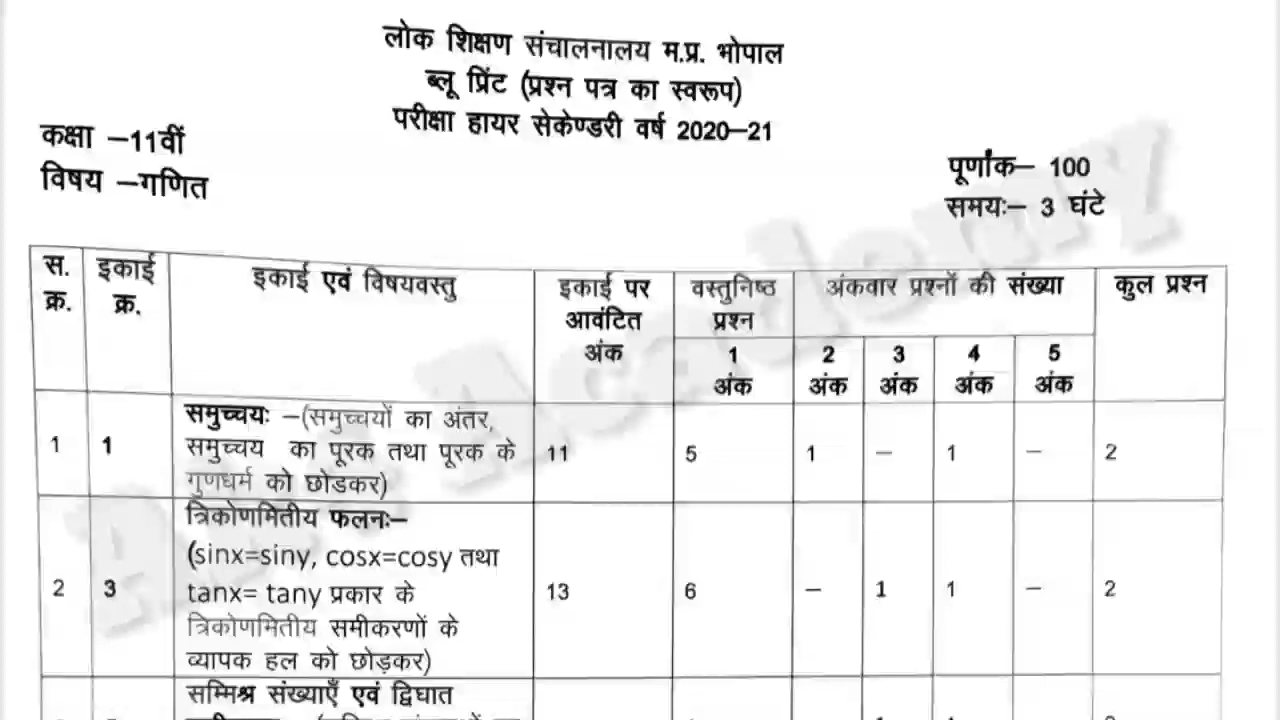 लोक शिक्षण संचालनालय म.प्र. भोपाल
ब्लू प्रिंट (प्रश्न पत्र का स्वरूप)
परीक्षा हायर सेकेण्डरी वर्ष 2020–21
कक्षा –11वीं
विषय –गणित
पूर्णांक– 100
समयः– 3 घंटे
स. क्र.
इकाई क्र.
इकाई एवं विषयवस्तु
इकाई पर आवंटित अंक
वस्तुनिष्ठ प्रश्न
अंकवार प्रश्नों की संख्या
कुल प्रश्न
1 अंक
2 अंक
3 अंक
4 अंक
5 अंक
1 1
समुच्चयः –(समुच्चयों का अंतर,
समुच्चय का पूरक तथा पूरक के
गुणधर्म को छोडकर)
11 5 1 – 1 – 2
2 3
त्रिकोणमितीय फलनः–
(sinx=siny, cosx=cosy तथा
tanx= tany प्रकार के
त्रिकोणमितीय समीकरणों के
व्यापक हल को छोड़कर)
13 6 – 1 1 – 2
सम्मिश्र संख्याएँ एवं द्विघात